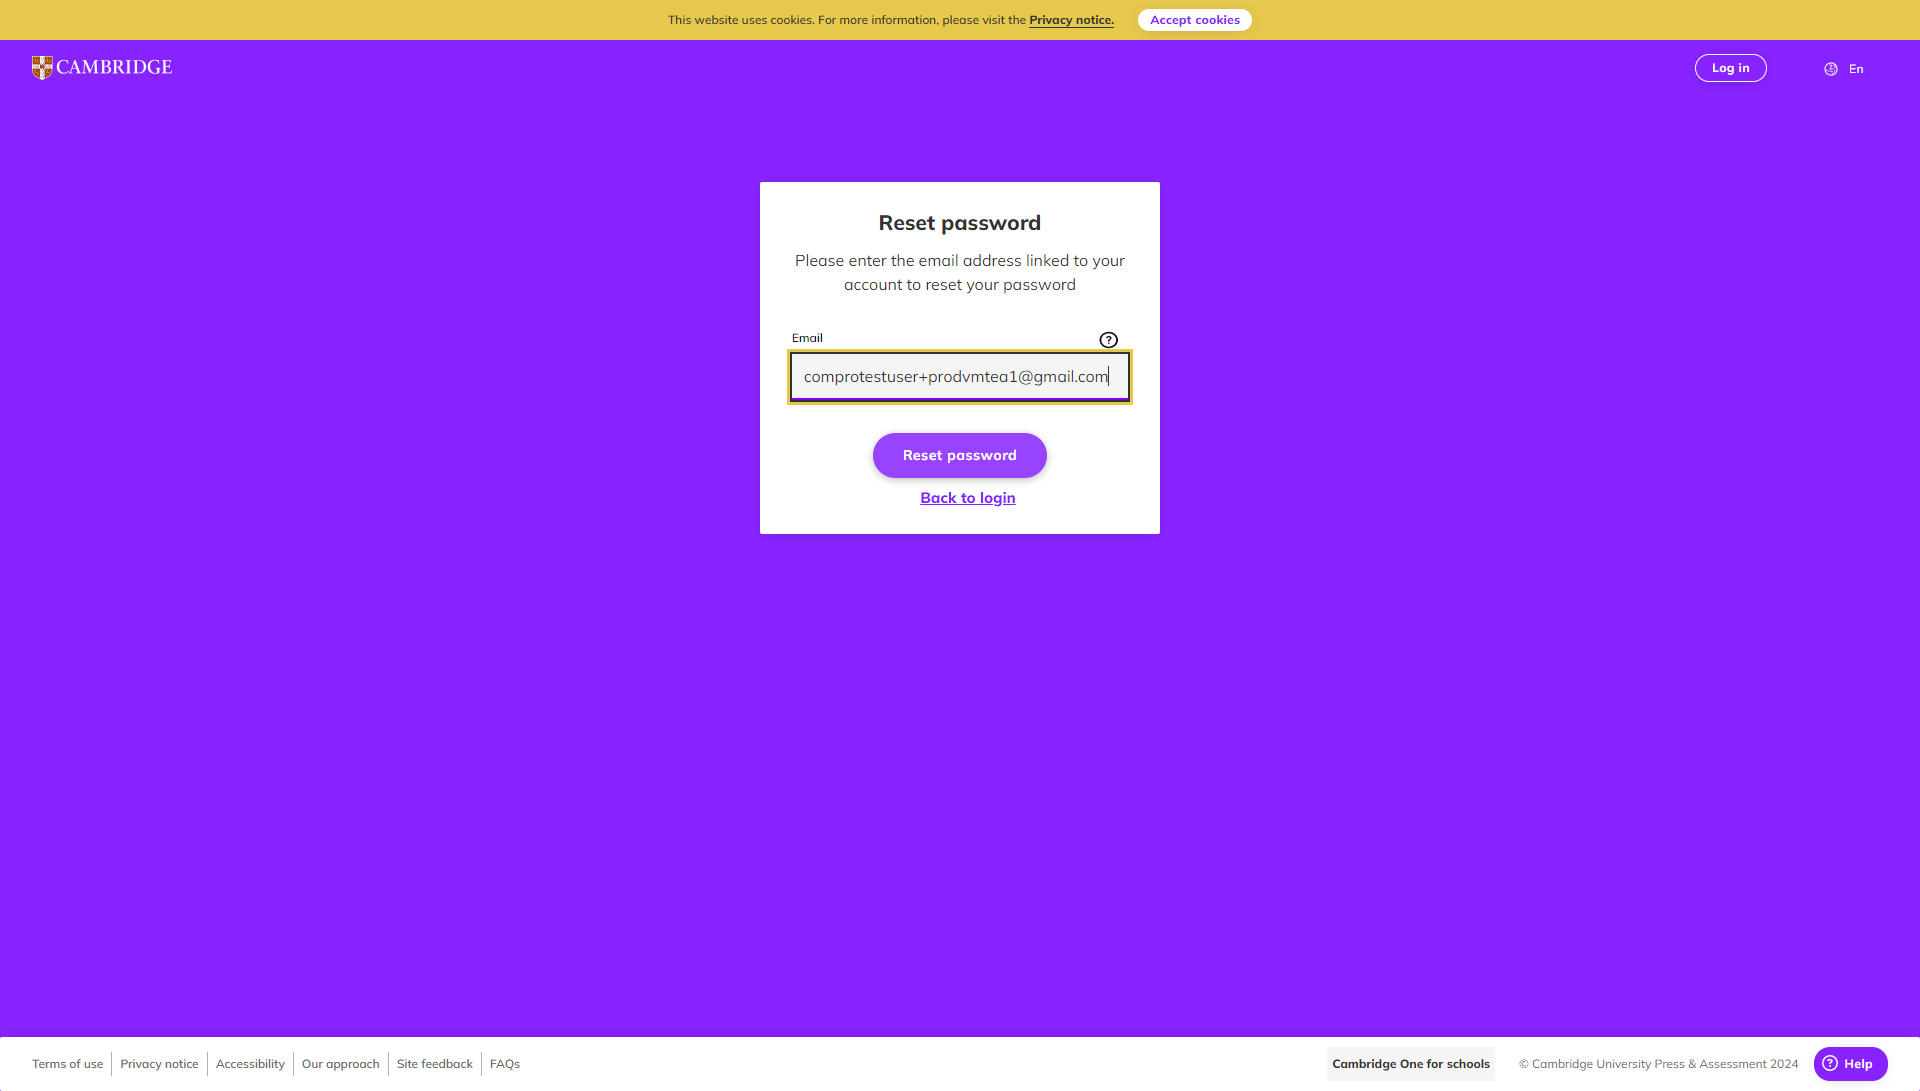 This website uses cookies. For more information, please visit the Privacy notice.
Accept cookies
CAMBRIDGE
Log in
En
Reset password
Please enter the email address linked to your
account to reset your password
Email
?
comprotestuser+prodvmtea1@gmail.com
Reset password
Back to login
Terms of use
Privacy notice
Accessibility
Our approach
Site feedback
FAQs
Cambridge One for schools
© Cambridge University Press & Assessment 2024
? Help